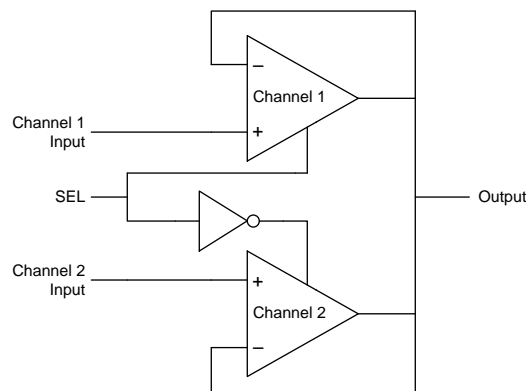 −
Channel 1
Channel 1
Input
+
SEL
Output
Channel 2
Input
+
Channel 2
−